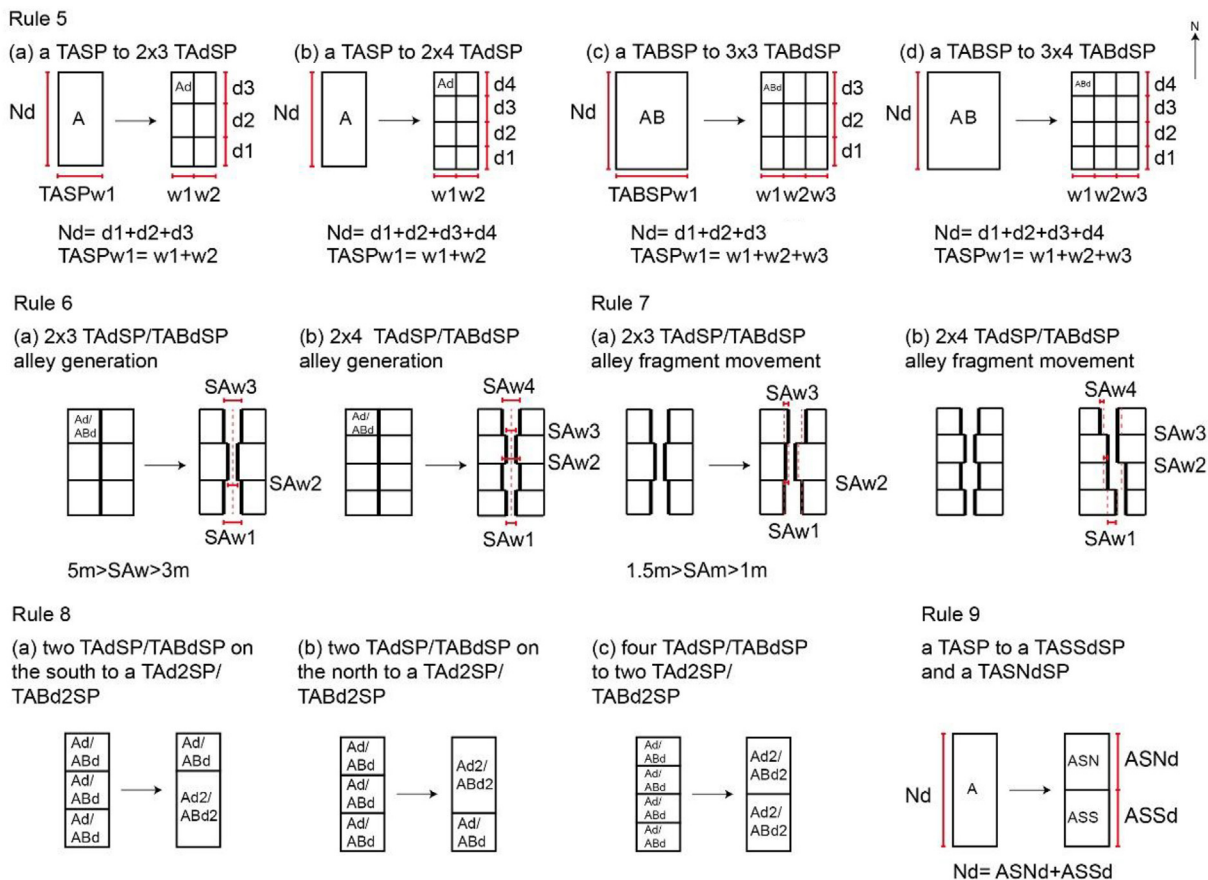 Rule 5
N
(a) a TASP to 2x3 TAdSP
(b) a TASP to 2x4 TAdSP
(c) a TABSP to 3x3 TABdSP
(d) a TABSP to 3x4 TABdSP
Nd
A
Ad
d3
d2
d1
TASPw1
w1w2
Nd
A
Ad
d4
d3
d2
d1
w1w2
Nd
AB
ABd
d3
d2
d1
TABSPw1
w1w2w3
AB
ABd
d4
d3
d2
d1
w1w2w3
Nd= d1+d2+d3
TASPw1= w1+w2
Nd= d1+d2+d3+d4
TASPw1= w1+w2
Nd= d1+d2+d3
TASPw1= w1+w2+w3
Nd= d1+d2+d3+d4
TASPw1= w1+w2+w3
Rule 6
(a) 2x3 TAdSP/TABdSP
alley generation
Ad/
ABd
SAw3
SAw2
SAw1
(b) 2x4 TAdSP/TABdSP
alley generation
Ad/
ABd
SAw4
SAw3
SAw2
SAw1
5m>SAw>3m
Rule 7
(a) 2x3 TAdSP/TABdSP
alley fragment movement
SAw3
SAw2
SAw1
(b) 2x4 TAdSP/TABdSP
alley fragment movement
SAw4
SAw3
SAw2
SAw1
1.5m>SAm>1m
Rule 8
(a) two TAdSP/TABdSP on
the south to a TAd2SP/
TABd2SP
Ad/
ABd
Ad/
ABd
Ad/
ABd
Ad/
ABd
Ad2/
ABd2
(b) two TAdSP/TABdSP on
the north to a TAd2SP/
TABd2SP
Ad/
ABd
Ad/
ABd
Ad/
ABd
Ad2/
ABd2
Ad/
ABd
(c) four TAdSP/TABdSP
to two TAd2SP/
TABd2SP
Ad/
ABd
Ad/
ABd
Ad/
ABd
Ad/
ABd
Ad2/
ABd2
Ad2/
ABd2
Rule 9
a TASP to a TASSdSP
and a TASNdSP
Nd
A
ASN
ASS
ASNd
ASSd
Nd= ASNd+ASSd